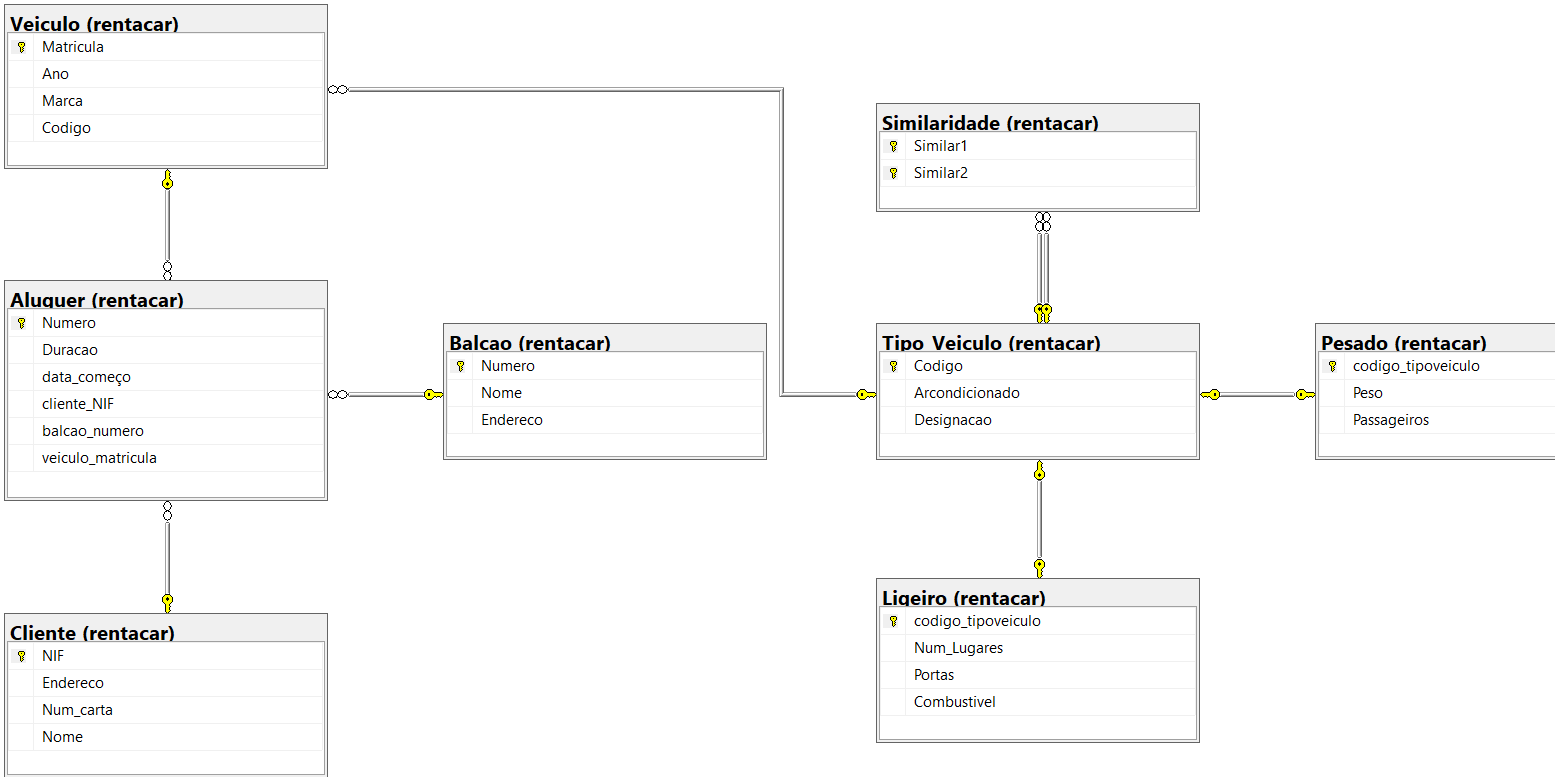 Veiculo (rentacar)
Matricula
Ano
Marca
Codigo
Similaridade (rentacar)
Similar1
Similar2
Aluguer (rentacar)
Numero
Duracao
data_começo
cliente_NIF
balcao_numero
veiculo_matricula
Balcao (rentacar)
Numero
Nome
Endereco
Tipo_Veiculo (rentacar)
Codigo
Arcondicionado
Designacao
Pesado (rentacar)
codigo_tipoveiculo
Peso
Passageiros
Cliente (rentacar)
NIF
Endereco
Num_carta
Nome
Ligeiro (rentacar)
codigo_tipoveiculo
Num_Lugares
Portas
Combustivel